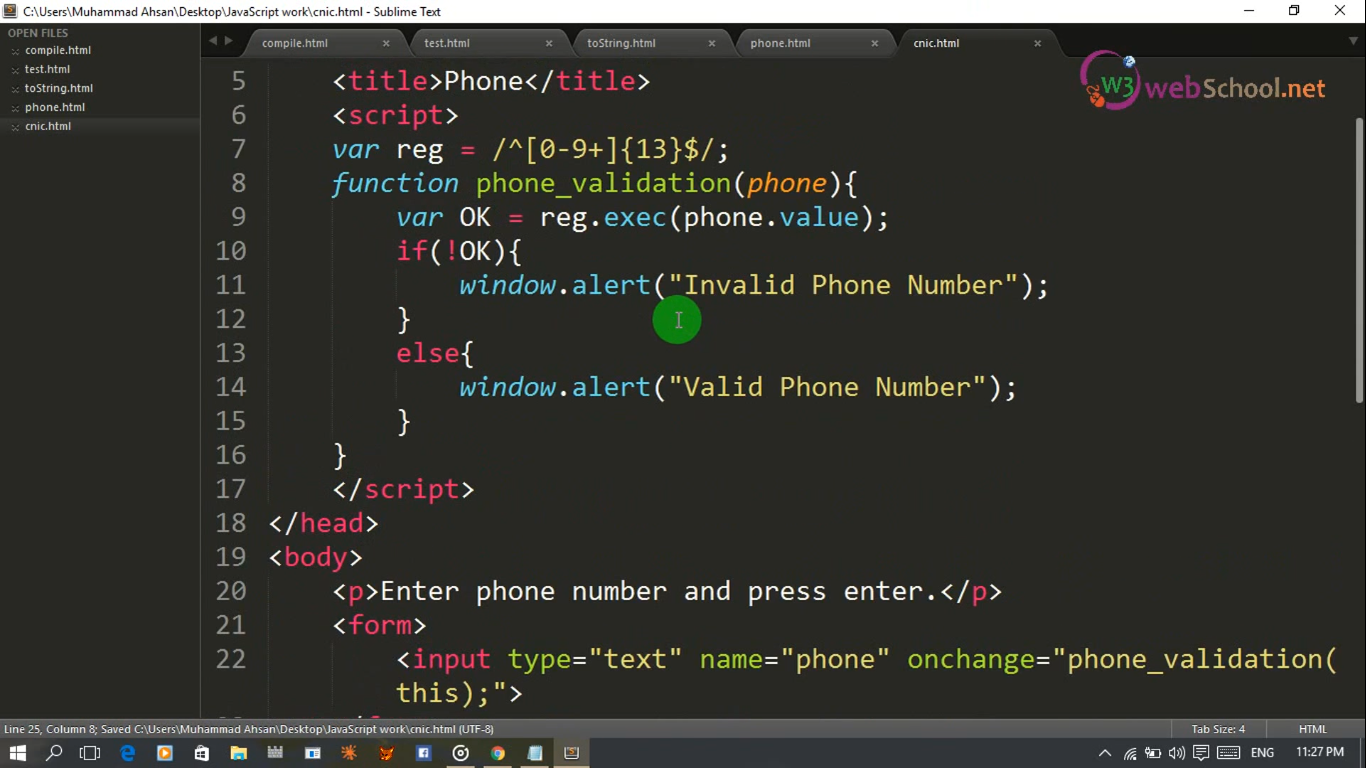 C:\Users\Muhammad Ahsan\Desktop\JavaScript work\cnic.html - Sublime Text
OPEN FILES
compile.html
test.html
toString.html
phone.html
cnic.html
compile.html test.html toString.html phone.html cnic.html
W3 webSchool.net
5 <title>Phone</title>
6 <script>
7 var reg = /^[0-9+]{13}$/;
8 function phone_validation(phone){
9 var OK = reg.exec(phone.value);
10 if(!OK){
11 window.alert("Invalid Phone Number");
12 }
13 else{
14 window.alert("Valid Phone Number");
15 }
16 }
17 </script>
18 </head>
19 <body>
20 <p>Enter phone number and press enter.</p>
21 <form>
22 <input type="text" name="phone" onchange="phone_validation(
this);">
Line 25, Column 8; Saved C:\Users\Muhammad Ahsan\Desktop\JavaScript work\cnic.html (UTF-8) Tab Size: 4 HTML
ENG 11:27 PM